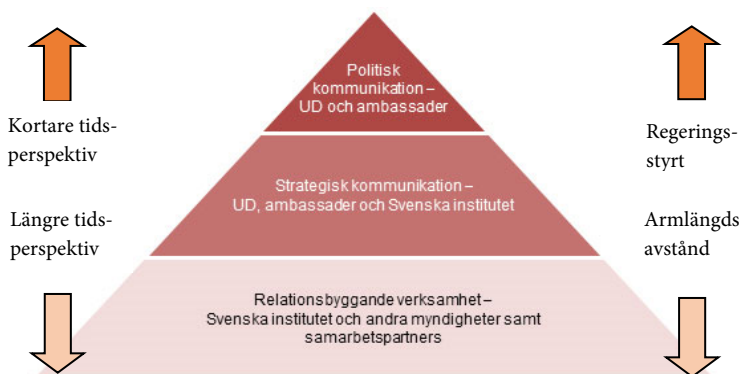 Politisk
kommunikation –
UD och ambassader
Kortare tids-
perspektiv
Regerings-
styrt
Strategisk kommunikation –
UD, ambassader och Svenska institutet
Längre tids-
perspektiv
Armlängds
avstånd
Relationsbyggande verksamhet –
Svenska institutet och andra myndigheter samt
samarbetspartners